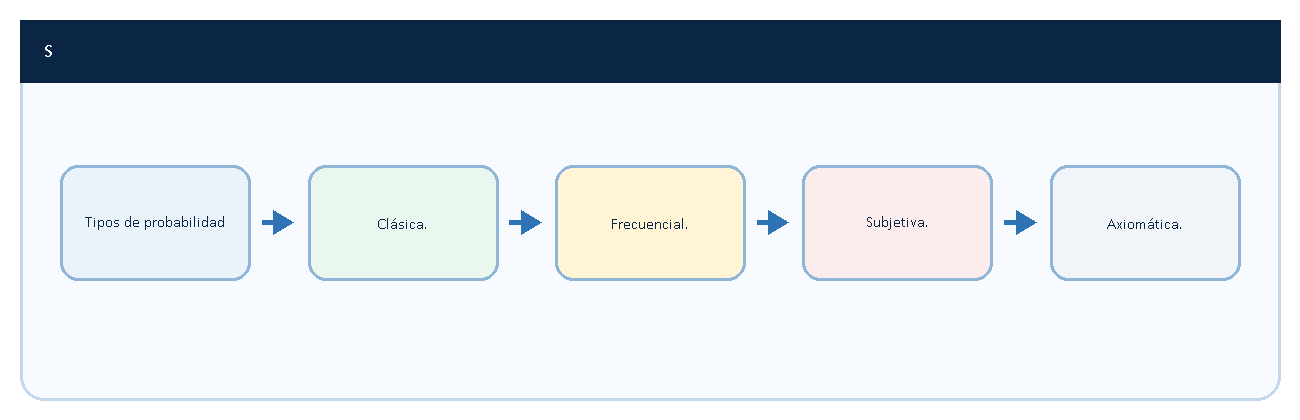 S
Tipos de probabilidad
Clásica.
Frecuencial.
Subjetiva.
Axiomática.